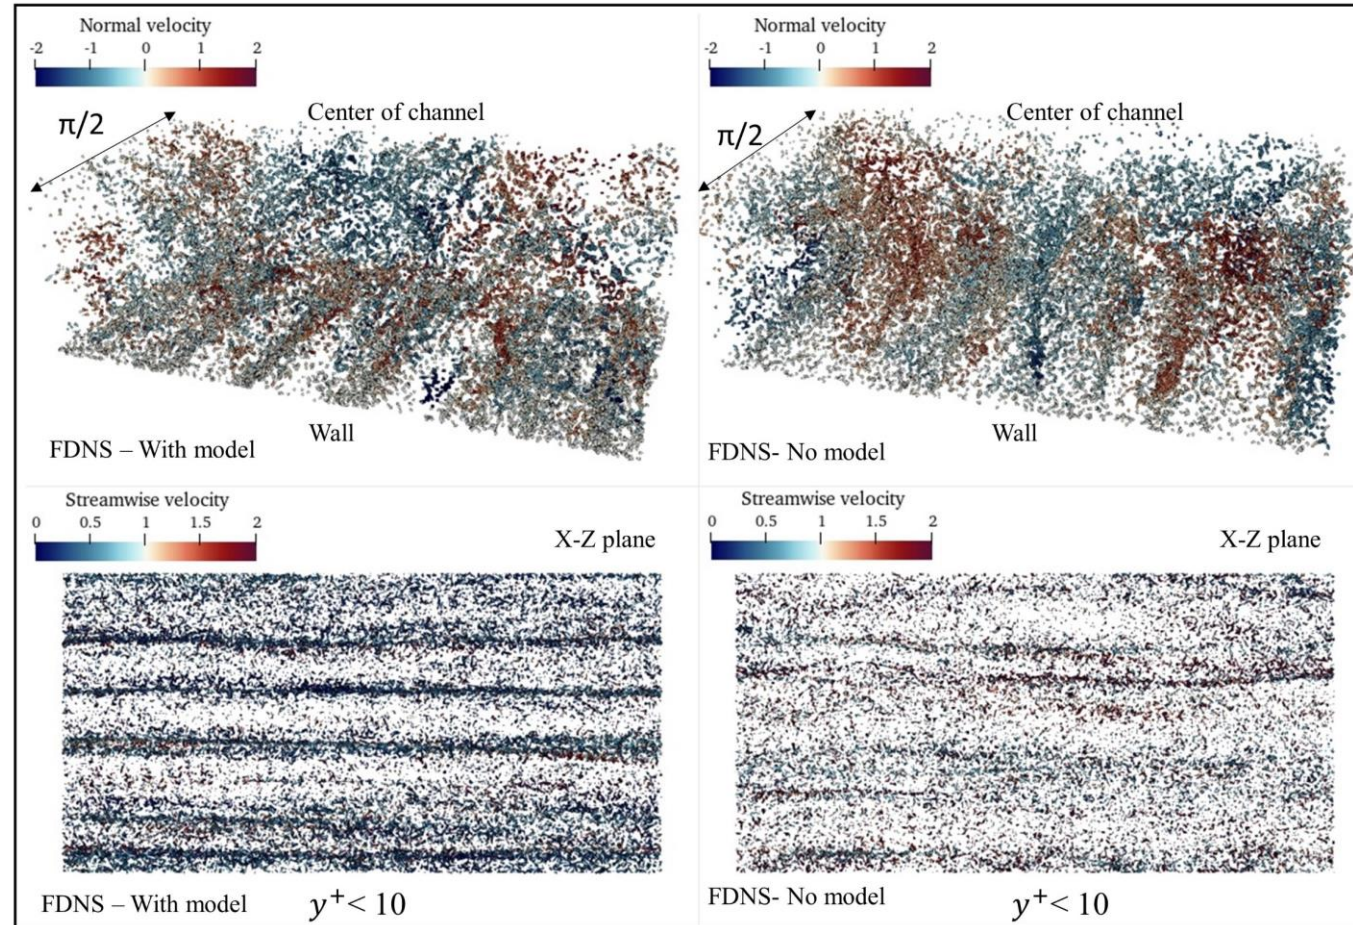 Normal velocity
-2 -1 0 1 2
π/2
Center of channel
Wall
FDNS – With model
Normal velocity
-2 -1 0 1 2
π/2
Center of channel
Wall
FDNS- No model
Streamwise velocity
0 0.5 1 1.5 2
X-Z plane
FDNS – With model y⁺< 10
Streamwise velocity
0 0.5 1 1.5 2
X-Z plane
FDNS- No model y⁺< 10